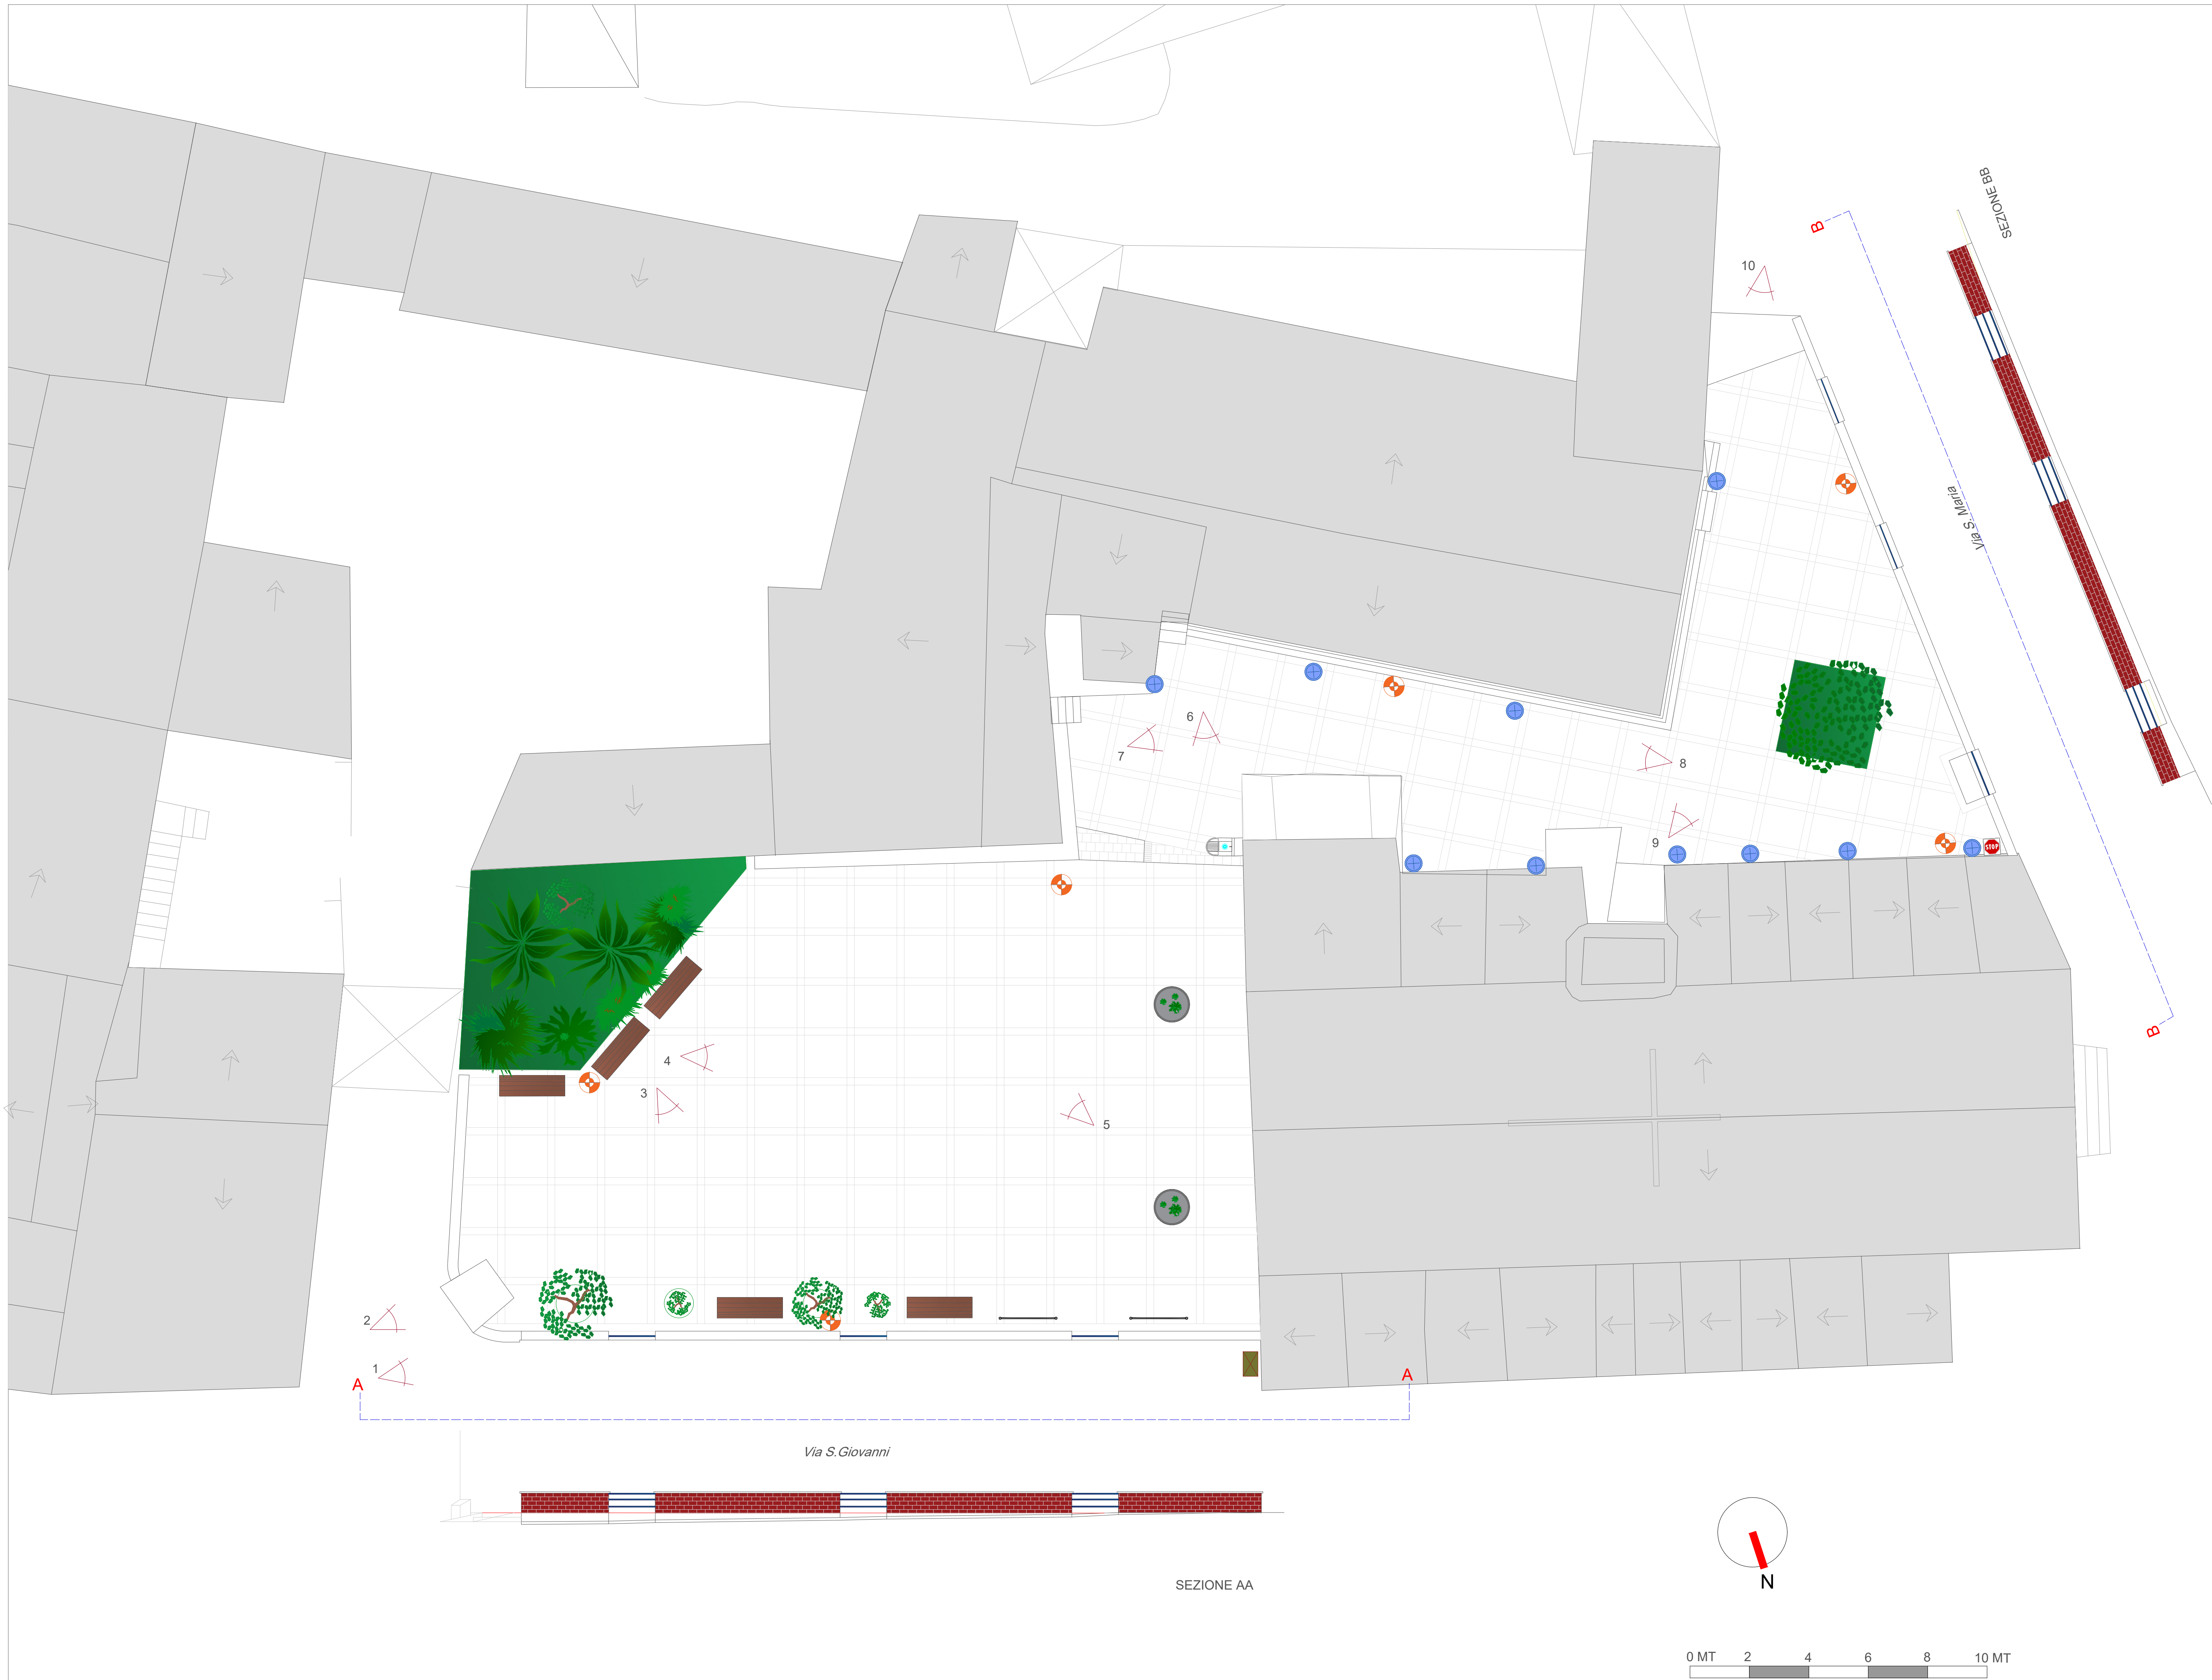 SEZIONE BB
B
10
Via S. Maria
STOP
6
7
8
9
4
3
5
B
2
1
A
A
Via S.Giovanni
SEZIONE AA
N
0 MT 2 4 6 8 10 MT